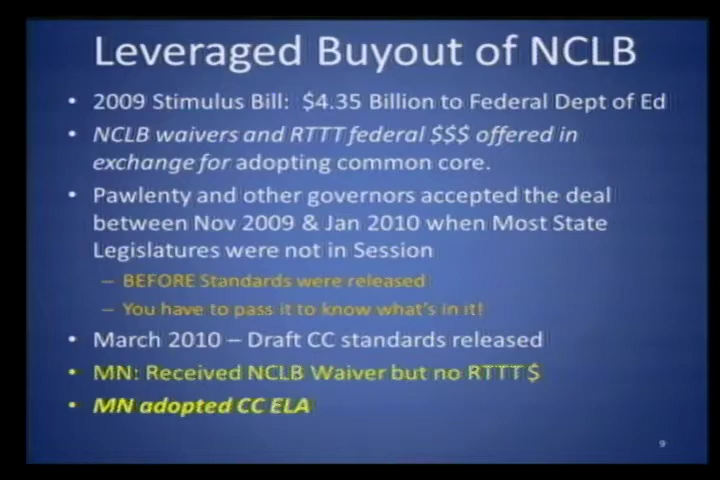 Leveraged Buyout of NCLB
• 2009 Stimulus Bill: $4.35 Billion to Federal Dept of Ed
• NCLB waivers and RTTT federal $$$ offered in
exchange for adopting common core.
• Pawlenty and other governors accepted the deal
between Nov 2009 & Jan 2010 when Most State
Legislatures were not in Session
– BEFORE Standards were released
– You have to pass it to know what's in it!
• March 2010 – Draft CC standards released
• MN: Received NCLB Waiver but no RTTT $
• MN adopted CC ELA
9